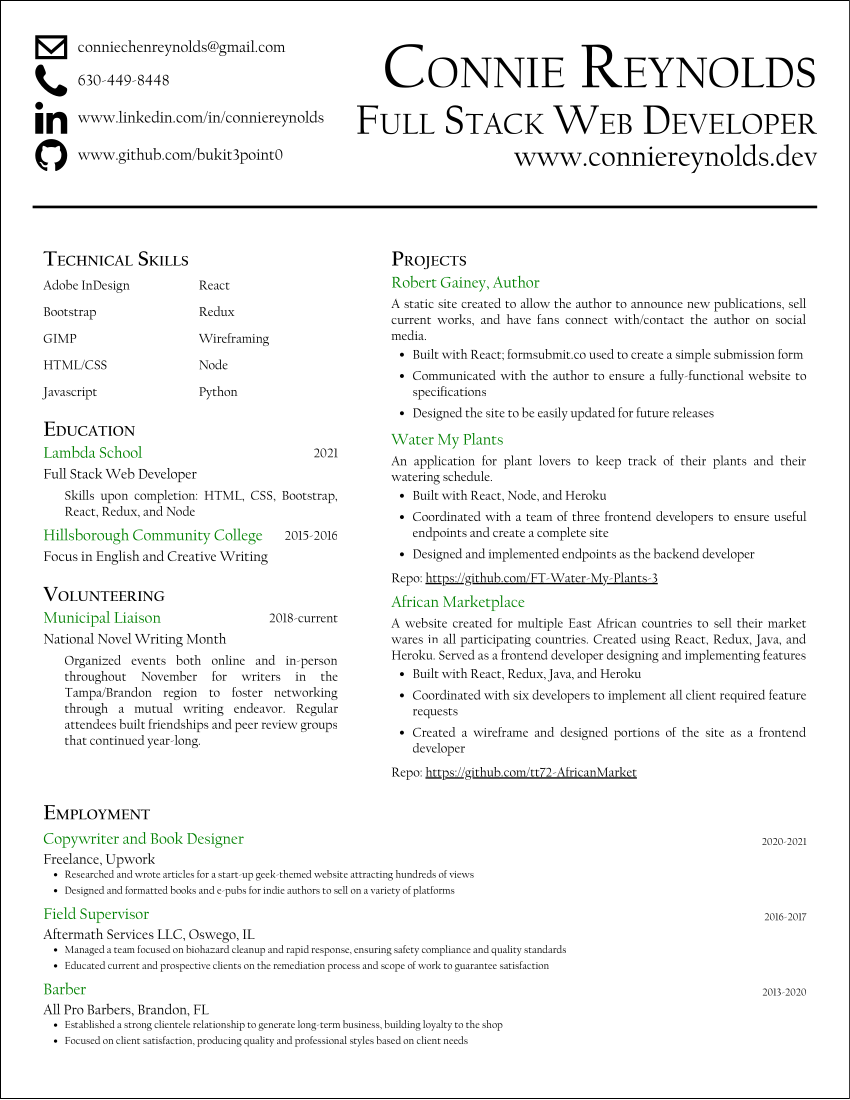 conniechenreynolds@gmail.com
630-449-8448
www.linkedin.com/in/conniereynolds
www.github.com/bukit3point0
Connie Reynolds
Full Stack Web Developer
www.conniereynolds.dev
Technical Skills
Adobe InDesign React
Bootstrap Redux
GIMP Wireframing
HTML/CSS Node
Javascript Python
Education
Lambda School 2021
Full Stack Web Developer
Skills upon completion: HTML, CSS, Bootstrap,
React, Redux, and Node
Hillsborough Community College 2015-2016
Focus in English and Creative Writing
Volunteering
Municipal Liaison 2018-current
National Novel Writing Month
Organized events both online and in-person
throughout November for writers in the
Tampa/Brandon region to foster networking
through a mutual writing endeavor. Regular
attendees built friendships and peer review groups
that continued year-long.
Projects
Robert Gainey, Author
A static site created to allow the author to announce new publications, sell
current works, and have fans connect with/contact the author on social
media.
• Built with React; formsubmit.co used to create a simple submission form
• Communicated with the author to ensure a fully-functional website to
specifications
• Designed the site to be easily updated for future releases
Water My Plants
An application for plant lovers to keep track of their plants and their
watering schedule.
• Built with React, Node, and Heroku
• Coordinated with a team of three frontend developers to ensure useful
endpoints and create a complete site
• Designed and implemented endpoints as the backend developer
Repo: https://github.com/FT-Water-My-Plants-3
African Marketplace
A website created for multiple East African countries to sell their market
wares in all participating countries. Created using React, Redux, Java, and
Heroku. Served as a frontend developer designing and implementing features
• Built with React, Redux, Java, and Heroku
• Coordinated with six developers to implement all client required feature
requests
• Created a wireframe and designed portions of the site as a frontend
developer
Repo: https://github.com/tt72-AfricanMarket
Employment
Copywriter and Book Designer 2020-2021
Freelance, Upwork
• Researched and wrote articles for a start-up geek-themed website attracting hundreds of views
• Designed and formatted books and e-pubs for indie authors to sell on a variety of platforms
Field Supervisor 2016-2017
Aftermath Services LLC, Oswego, IL
• Managed a team focused on biohazard cleanup and rapid response, ensuring safety compliance and quality standards
• Educated current and prospective clients on the remediation process and scope of work to guarantee satisfaction
Barber 2013-2020
All Pro Barbers, Brandon, FL
• Established a strong clientele relationship to generate long-term business, building loyalty to the shop
• Focused on client satisfaction, producing quality and professional styles based on client needs